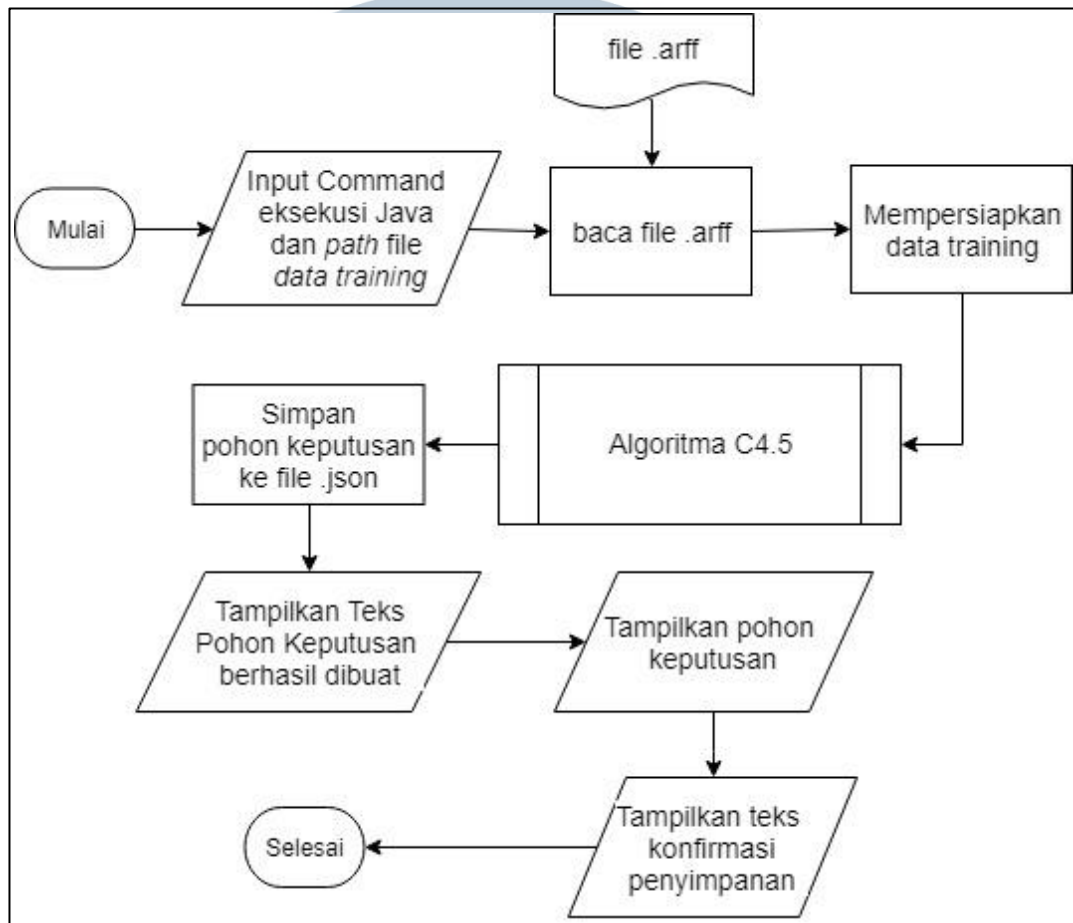 file .arff
Mulai
Input Command
eksekusi Java
dan path file
data training
baca file .arff
Mempersiapkan
data training
Algoritma C4.5
Simpan
pohon keputusan
ke file .json
Tampilkan Teks
Pohon Keputusan
berhasil dibuat
Tampilkan pohon
keputusan
Tampilkan teks
konfirmasi
penyimpanan
Selesai